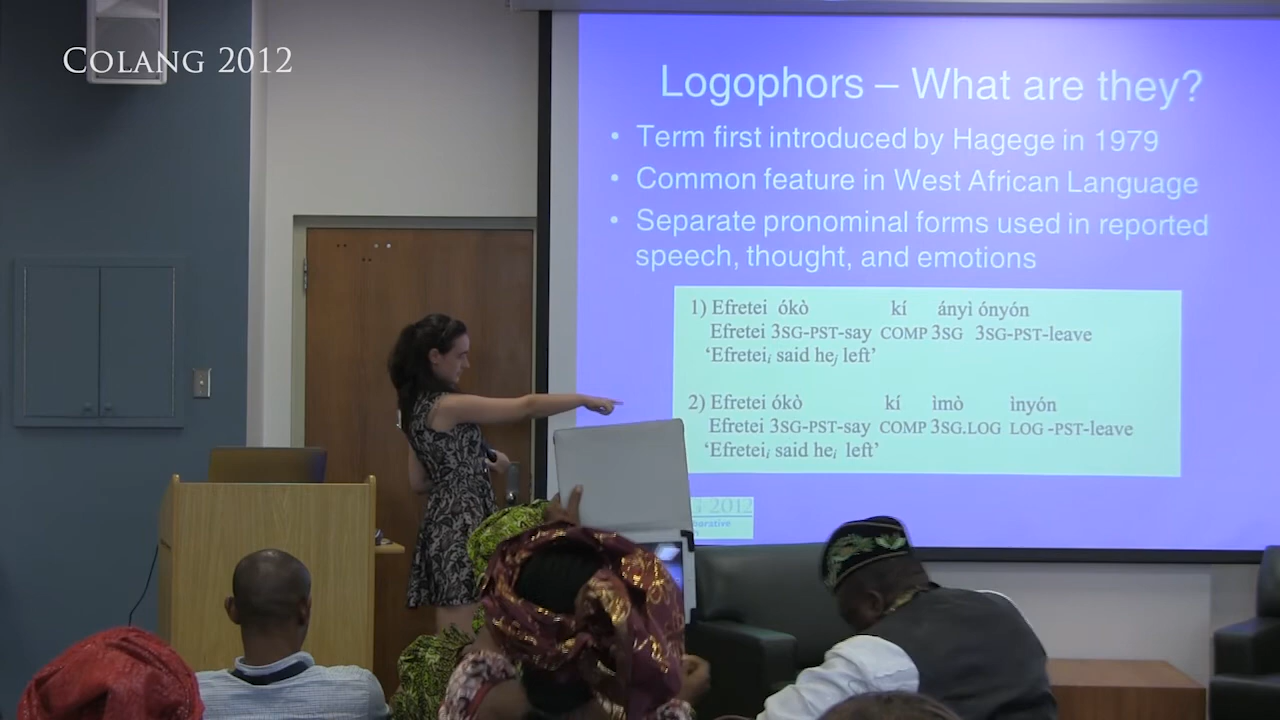 COLANG 2012
Logophors – What are they?
• Term first introduced by Hagege in 1979
• Common feature in West African Language
• Separate pronominal forms used in reported
speech, thought, and emotions
1) Efretei ókò kí ányì ónyón
Efretei 3SG-PST-say COMP 3SG 3SG-PST-leave
‘Efreteiᵢ said heⱼ left’
2) Efretei ókò kí ìmò ìnyón
Efretei 3SG-PST-say COMP 3SG.LOG LOG -PST-leave
‘Efreteiᵢ said heᵢ left’
2012